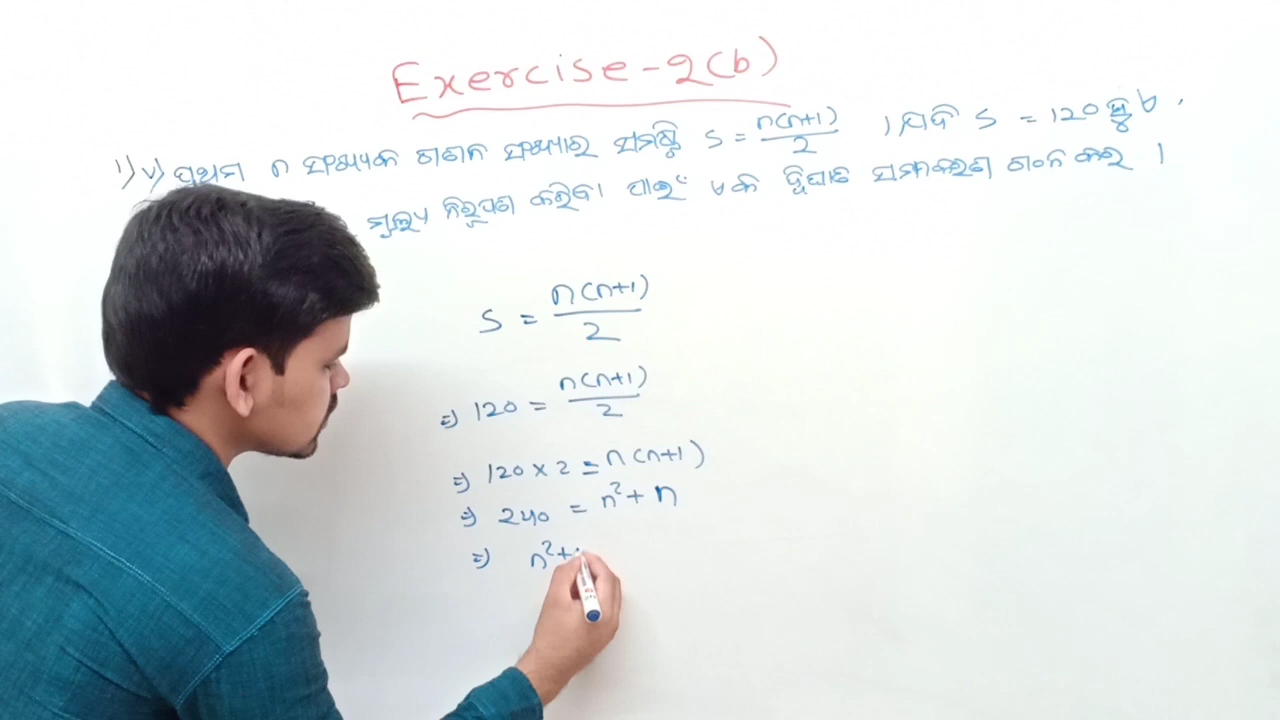 Exercise-2(b)
1) v) ପ୍ରଥମ n ସଂଖ୍ୟକ ଗଣନ ସଂଖ୍ୟାର ସମଷ୍ଟି S = n(n+1)/2 । ଯଦି S = 120 ହୁଏ,
ମୂଲ୍ୟ ନିରୂପଣ କରିବା ପାଇଁ ଏକ ଦ୍ୱିଘାତ ସମୀକରଣ ଗଠନ କର ।
S = n(n+1)/2
=) 120 = n(n+1)/2
=) 120 × 2 = n(n+1)
=) 240 = n² + n
=) n² +